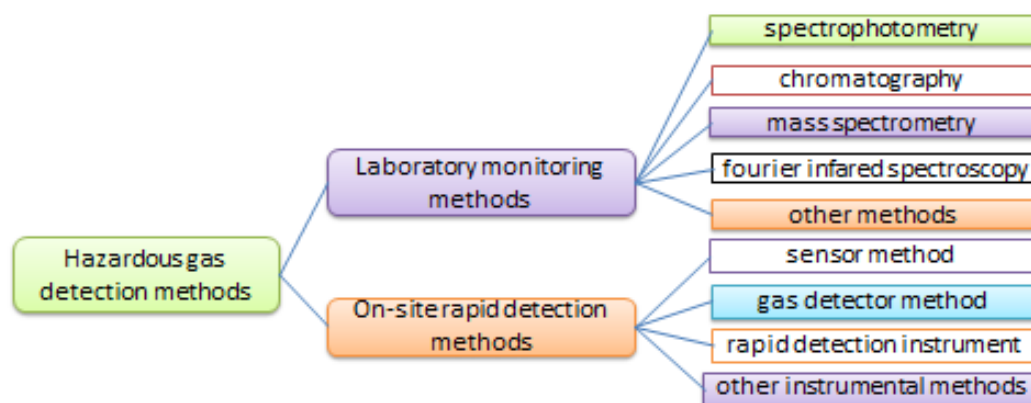 Hazardous gas
detection methods
Laboratory monitoring
methods
On-site rapid detection
methods
spectrophotometry
chromatography
mass spectrometry
fourier infared spectroscopy
other methods
sensor method
gas detector method
rapid detection instrument
other instrumental methods